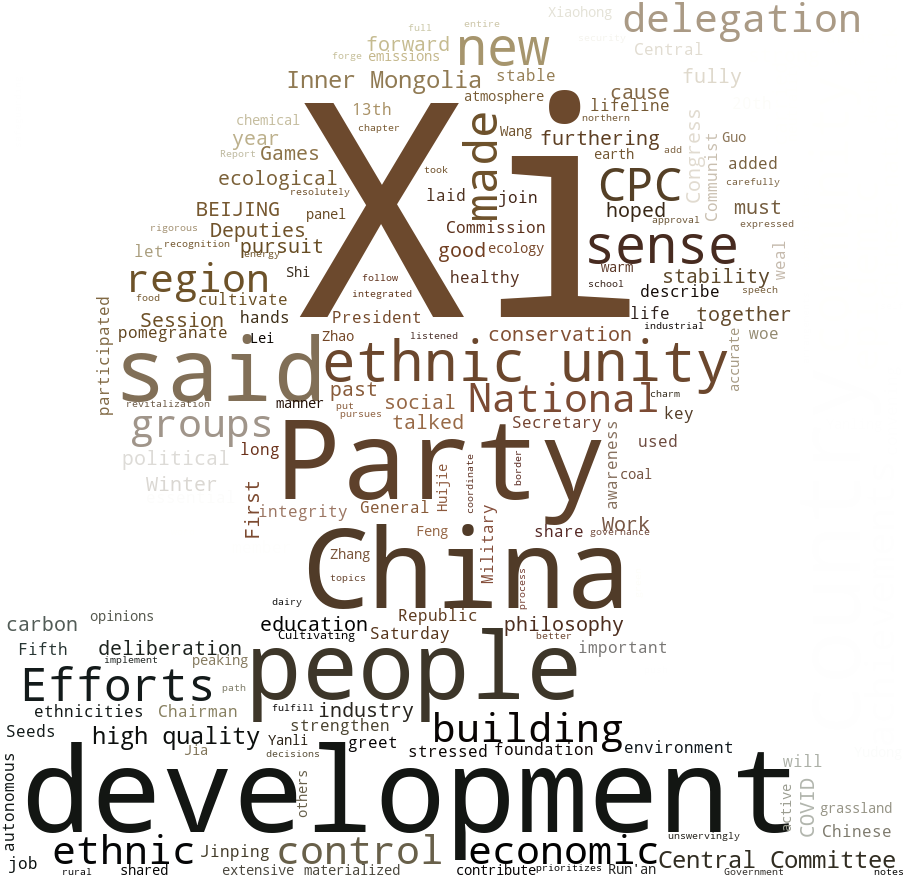 full
entire
Xiaohong
delegation
forward
new
security
Central
forge
emissions
Inner Mongolia
stable
fully
13th
atmosphere
cause
lifeline
chemical
chapter
Xi
made
Wang
northern
furthering
Congress
Communist
Guo
year
Report
Games
earth
add
added
took
ecological
resolutely
laid
join
CPC
carefully
BEIJING
panel
hoped
must
rigorous
Deputies
Commission
approval
expressed
let
recognition
pursuit
energy
good
ecology
sense
weal
region
Shi
follow
healthy
warm
stability
food
cultivate
integrated
school
describe
speech
participated
Session
hands
President
life
together
pomegranate
Lei
Zhao
listened
conservation
industrial
woe
said
ethnic unity
accurate
past
revitalization
manner
put
social
National
charm
groups
pursues
talked
Secretary
key
Party
long
awareness
used
political
border
coordinate
Huijie
coal
Winter
First
integrity
General
Military
Work
China
Feng
share
governance
Zhang
topics
process
country
dairy
carbon
opinions
education
Republic
philosophy
Cultivating
Saturday
better
Fifth
deliberation
people
important
implement
peaking
Efforts
path
ethnicities
Chairman
fulfill
industry
building
Seeds
high quality
strengthen
Jia
Yanli
greet
stressed
foundation
environment
decisions
autonomous
development
will
others
active
COVID
grassland
Chinese
unswervingly
ethnic
Jinping
control
economic
Central Committee
job
rural
shared
extensive
materialized
contribute
prioritizes
Run'an
Government
notes